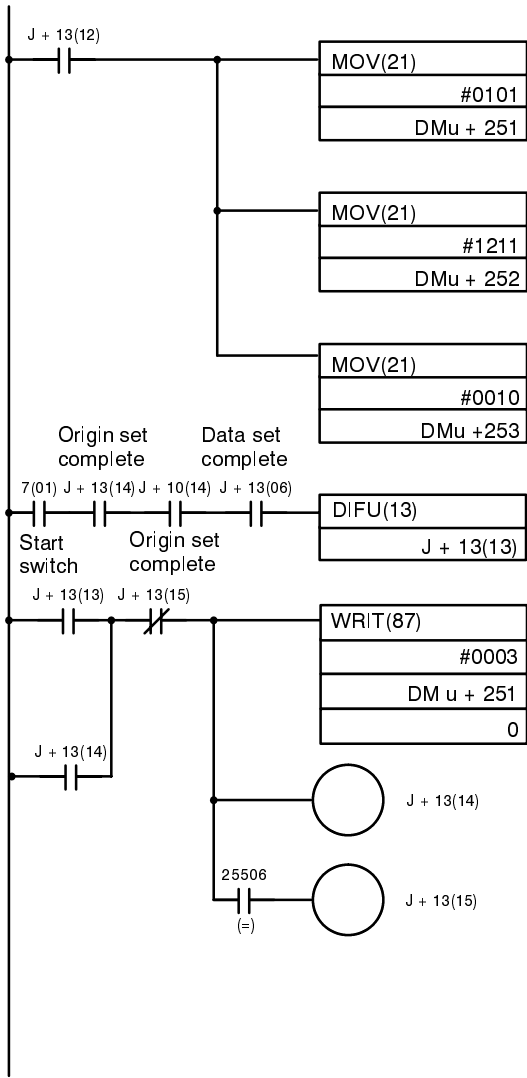 J + 13(12)
MOV(21)
#0101
DMu + 251
MOV(21)
#1211
DMu + 252
MOV(21)
#0010
DMu +253
Origin set
complete
Data set
complete
7(01) J + 13(14) J + 10(14) J + 13(06)
DIFU(13)
J + 13(13)
Start
switch
Origin set
complete
J + 13(13) J + 13(15)
WRIT(87)
#0003
DM u + 251
0
J + 13(14)
J + 13(14)
25506
(=)
J + 13(15)